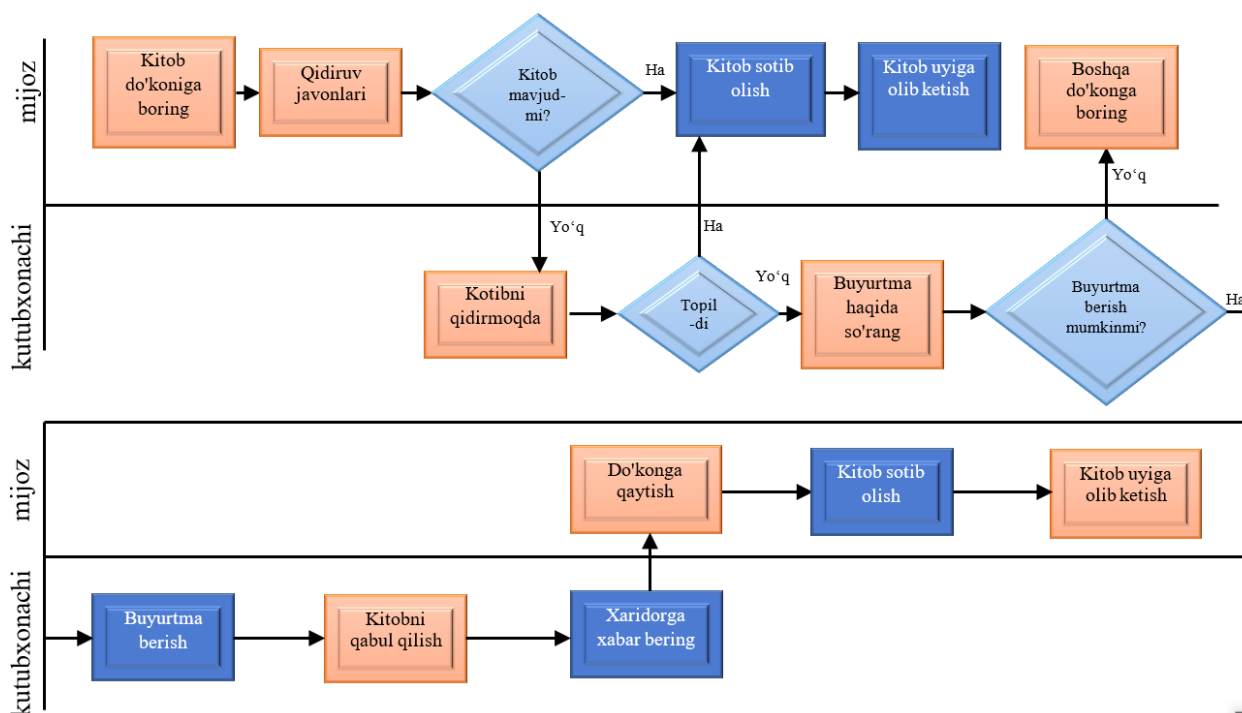 mijoz
Kitob
do'koniga
boring
Qidiruv
javonlari
Kitob
mavjud-
mi?
Ha
Kitob sotib
olish
Kitob uyiga
olib ketish
Boshqa
do'konga
boring
Yo‘q
kutubxonachi
Yo‘q
Ha
Kotibni
qidirmoqda
Topil
-di
Yo‘q
Buyurtma
haqida
so'rang
Buyurtma
berish
mumkinmi?
Ha
mijoz
Do'konga
qaytish
Kitob sotib
olish
Kitob uyiga
olib ketish
kutubxonachi
Buyurtma
berish
Kitobni
qabul qilish
Xaridorga
xabar bering